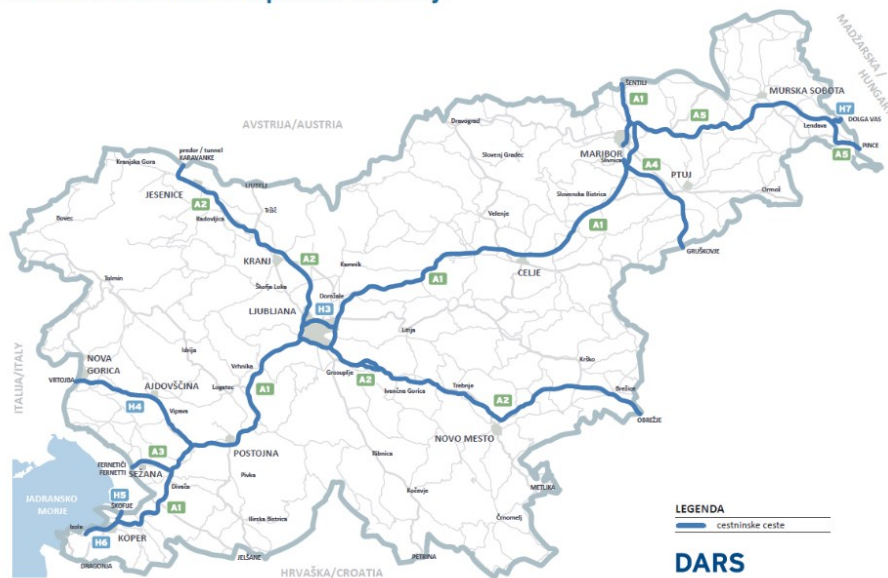 MADŽARSKA /
HUNGARY
ŠENTILJ
A1
MURSKA SOBOTA
A5
H7
DOLGA VAS
Lendava
PINCE
A5
AVSTRIJA/AUSTRIA
Dravograd
MARIBOR
Slivnica
A4
PTUJ
predor / tunnel
KARAVANKE
Kranjska Gora
LJUBELJ
Slovenj Gradec
JESENICE
A2
Radovljica
Tržič
Slovenska Bistrica
Ormož
Bovec
Velenje
A1
GRUŠKOVJE
KRANJ
A2
Kamnik
A1
CELJE
Tolmin
Škofja Loka
Domžale
LJUBLJANA
H3
Litija
Idrija
Vrhnika
Krško
NOVA
GORICA
Grosuplje
A2
Ivančna Gorica
Trebnje
Brežice
ITALIJA/ITALY
VRTOJBA
AJDOVŠČINA
Logatec
A1
A2
OBREŽJE
H4
Vipava
NOVO MESTO
A3
POSTOJNA
Ribnica
FERNETIČI
FERNETTI
SEŽANA
Pivka
METLIKA
JADRANSKO
MORJE
H5
ŠKOFIJE
Divača
Kočevje
A1
Ilirska Bistrica
Črnomelj
Izola
H6
KOPER
DRAGONJA
JELŠANE
PETRINA
HRVAŠKA/CROATIA
LEGENDA
cestninske ceste
DARS